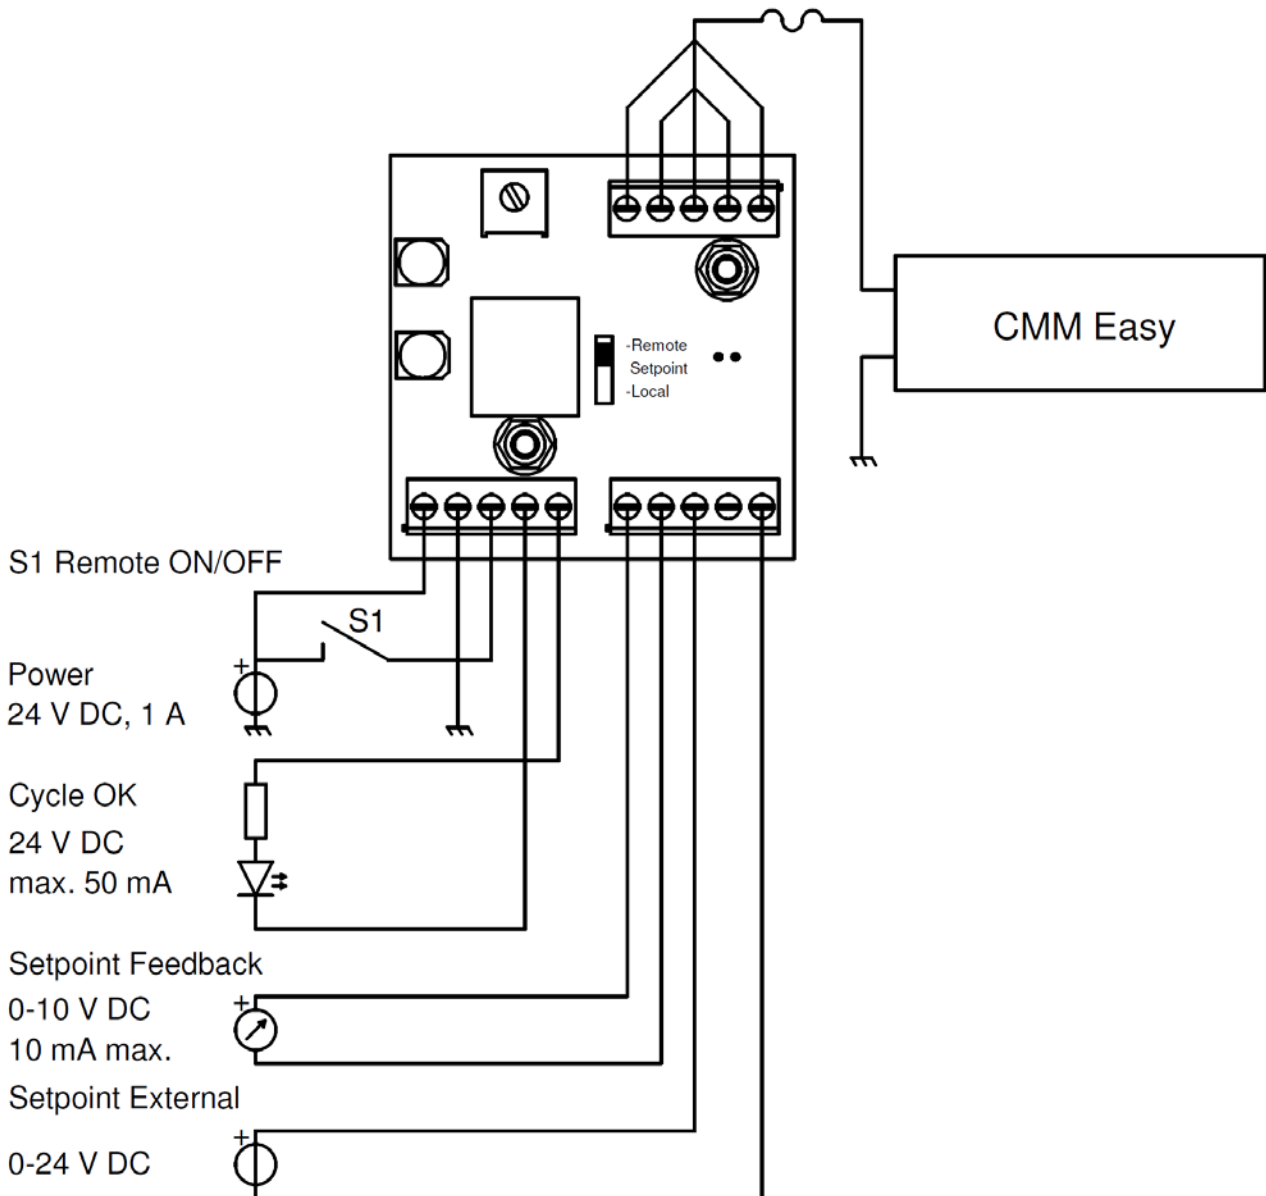 -Remote
Setpoint
-Local
CMM Easy
S1 Remote ON/OFF
S1
+
Power
24 V DC, 1 A
Cycle OK
24 V DC
max. 50 mA
Setpoint Feedback
+
0-10 V DC
10 mA max.
Setpoint External
+
0-24 V DC